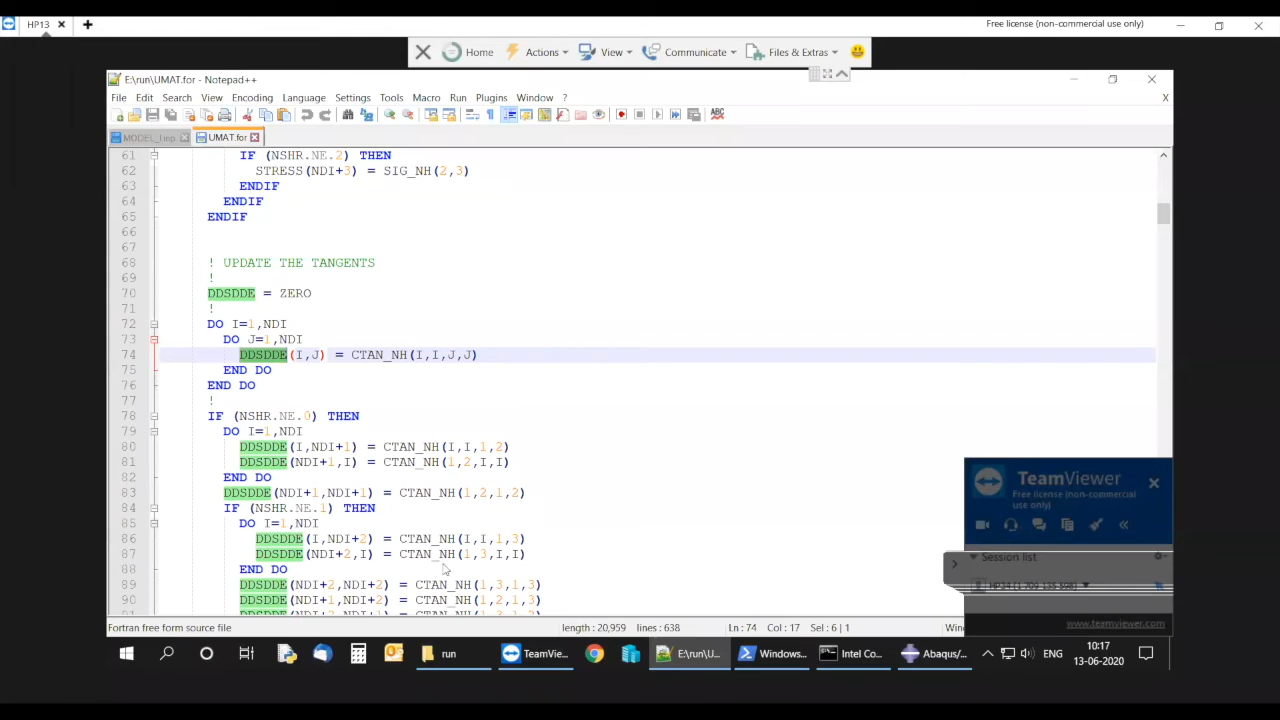 HP13
Free license (non-commercial use only)
Home Actions View Communicate Files & Extras
E:\run\UMAT.for - Notepad++
File Edit Search View Encoding Language Settings Tools Macro Run Plugins Window ?
X
MODEL_I.inp UMAT.for
61 IF (NSHR.NE.2) THEN
62 STRESS(NDI+3) = SIG_NH(2,3)
63 ENDIF
64 ENDIF
65 ENDIF
66
67
68 ! UPDATE THE TANGENTS
69 !
70 DDSDDE = ZERO
71 !
72 DO I=1,NDI
73 DO J=1,NDI
74 DDSDDE(I,J) = CTAN_NH(I,I,J,J)
75 END DO
76 END DO
77 !
78 IF (NSHR.NE.0) THEN
79 DO I=1,NDI
80 DDSDDE(I,NDI+1) = CTAN_NH(I,I,1,2)
81 DDSDDE(NDI+1,I) = CTAN_NH(1,2,I,I)
82 END DO
83 DDSDDE(NDI+1,NDI+1) = CTAN_NH(1,2,1,2)
84 IF (NSHR.NE.1) THEN
85 DO I=1,NDI
86 DDSDDE(I,NDI+2) = CTAN_NH(I,I,1,3)
87 DDSDDE(NDI+2,I) = CTAN_NH(1,3,I,I)
88 END DO
89 DDSDDE(NDI+2,NDI+2) = CTAN_NH(1,3,1,3)
90 DDSDDE(NDI+1,NDI+2) = CTAN_NH(1,2,1,3)
TeamViewer
Free license (non-commercial
use only)
Session list
www.teamviewer.com
Fortran free form source file length : 20,959 lines : 638 Ln : 74 Col : 17 Sel : 6 | 1
run TeamVie... E:\run\U... Windows... Intel Co... Abaqus/... ENG
10:17
13-06-2020